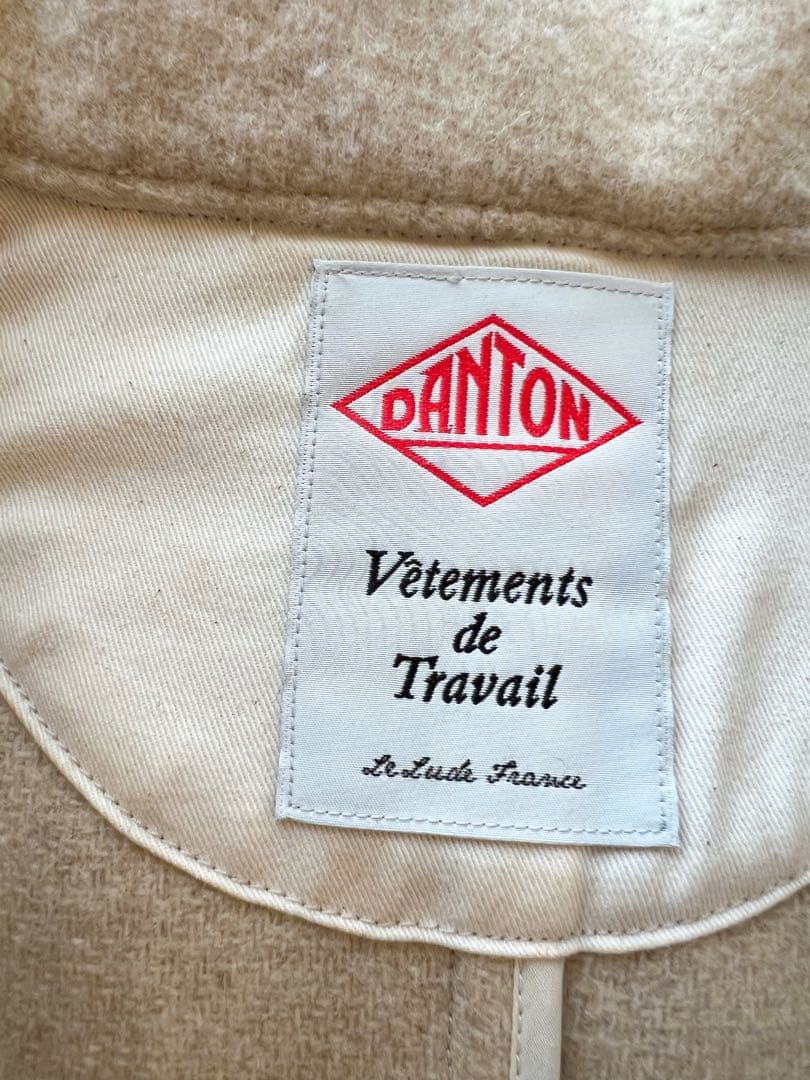 DANTON
Vêtements
de
Travail
Le Lude France